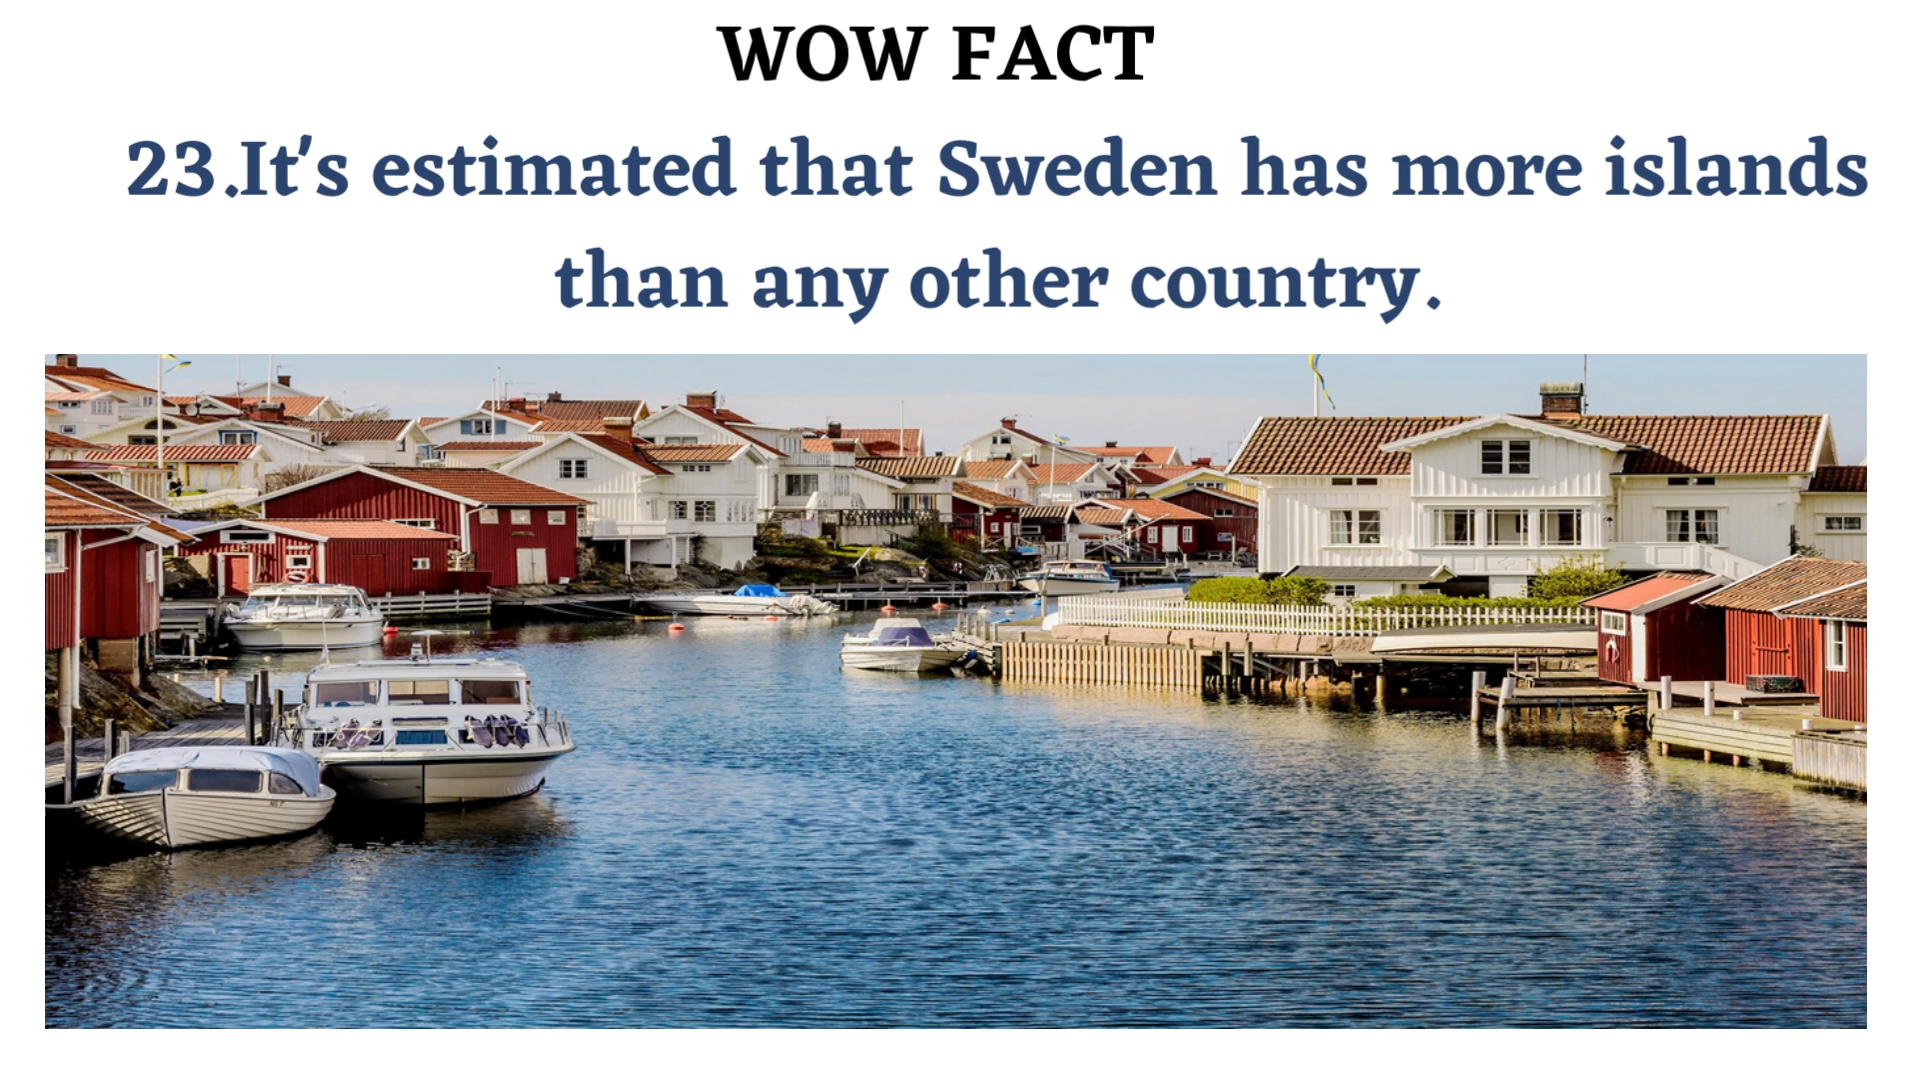 WOW FACT
23.It's estimated that Sweden has more islands
than any other country.